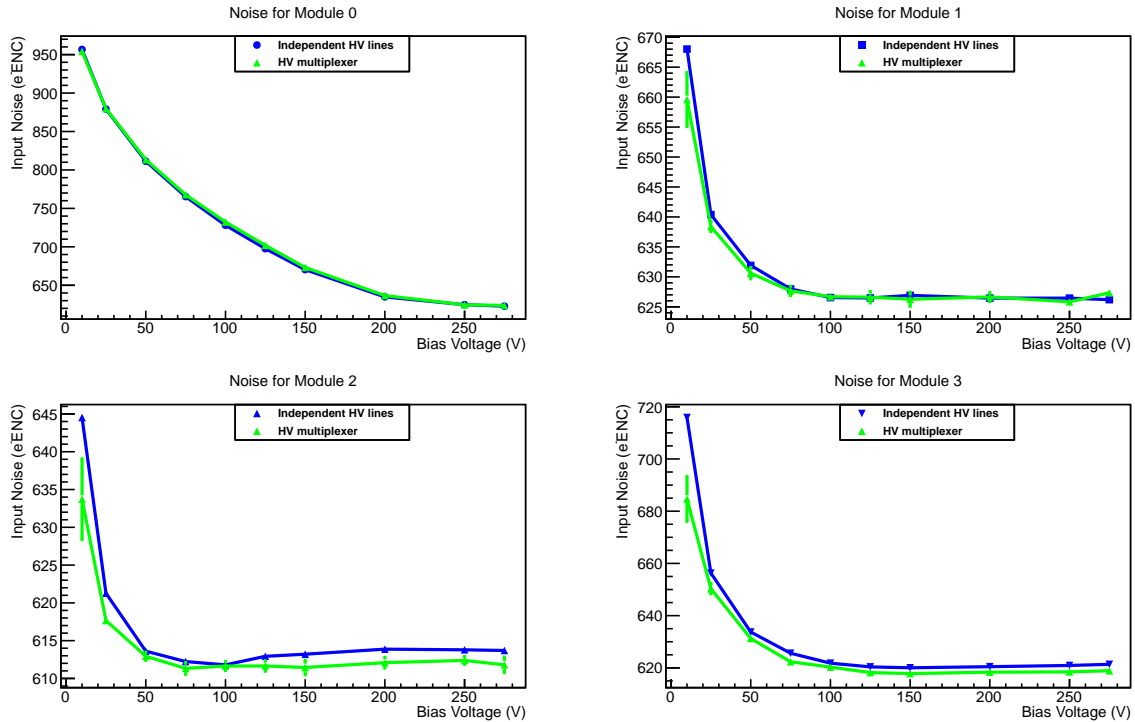 Noise for Module 0
Input Noise (e⁻ENC)
950
900
850
800
750
700
650
0 50 100 150 200 250
Bias Voltage (V)
Independent HV lines
HV multiplexer
Noise for Module 1
Input Noise (e⁻ENC)
670
665
660
655
650
645
640
635
630
625
0 50 100 150 200 250
Bias Voltage (V)
Independent HV lines
HV multiplexer
Noise for Module 2
Input Noise (e⁻ENC)
645
640
635
630
625
620
615
610
0 50 100 150 200 250
Bias Voltage (V)
Independent HV lines
HV multiplexer
Noise for Module 3
Input Noise (e⁻ENC)
720
700
680
660
640
620
0 50 100 150 200 250
Bias Voltage (V)
Independent HV lines
HV multiplexer